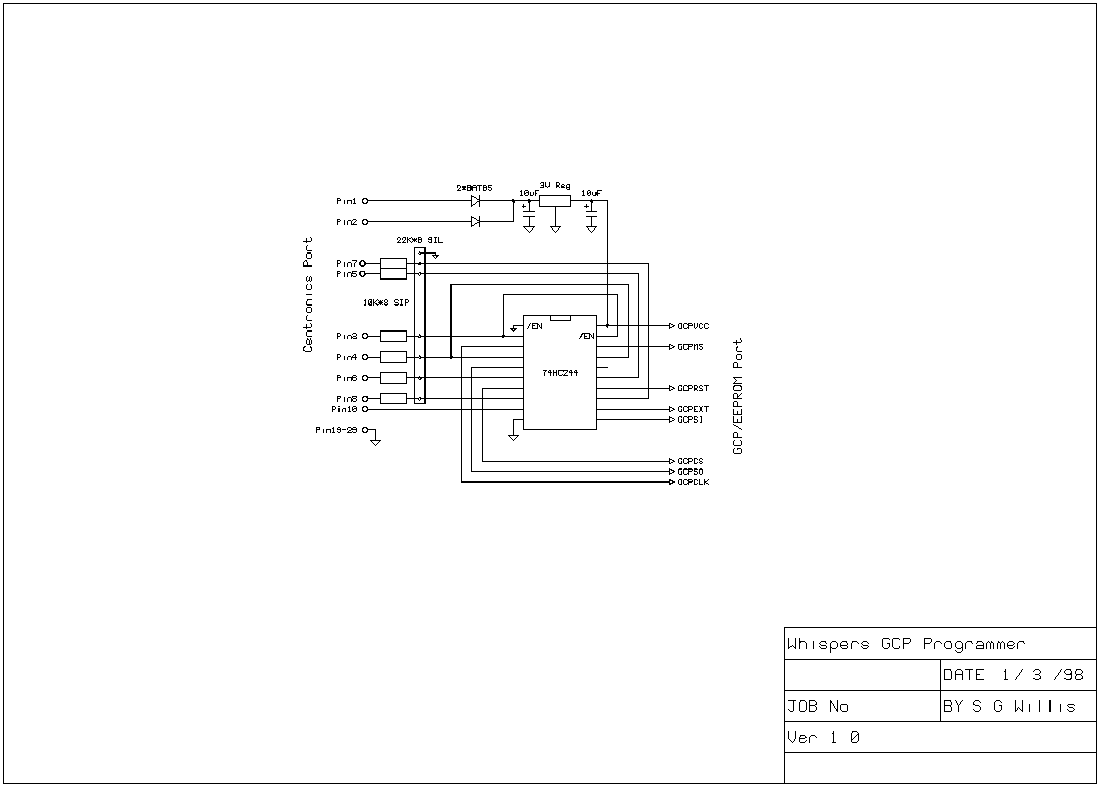 2*BAT85
10uF
3V Reg
10uF
Pin1
Pin2
22K*8 SIL
Centronics Port
Pin7
Pin5
10K*8 SIP
Pin3
Pin4
Pin6
Pin8
Pin10
Pin19-29
/EN
/EN
74HC244
GCPVCC
GCPMS
GCPRST
GCPEXT
GCPSI
GCPCS
GCPSO
GCPCLK
GCP/EEPROM Port
Whispers GCP Programmer
DATE 1/ 3 /98
JOB No
BY S G Willis
Ver 1 0